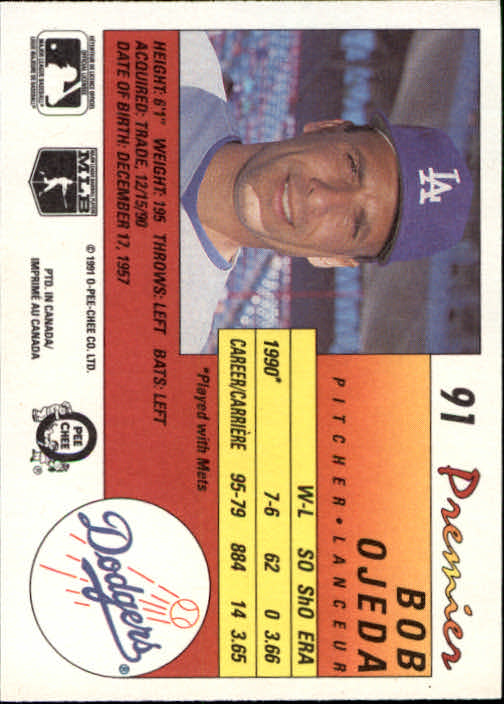 91 Premier
BOB
OJEDA
PITCHER • LANCEUR
W-L SO ShO ERA
1990* 7-6 62 0 3.66
CAREER/CARRIÈRE 95-79 884 14 3.65
*Played with Mets
LA
HEIGHT: 6'1" WEIGHT: 195 THROWS: LEFT BATS: LEFT
ACQUIRED: TRADE, 12/15/90
DATE OF BIRTH: DECEMBER 17, 1957
Dodgers®
MLB
© 1991 O-PEE-CHEE CO. LTD.
PTD. IN CANADA/
IMPRIMÉ AU CANADA
O PEE
CHEE ®